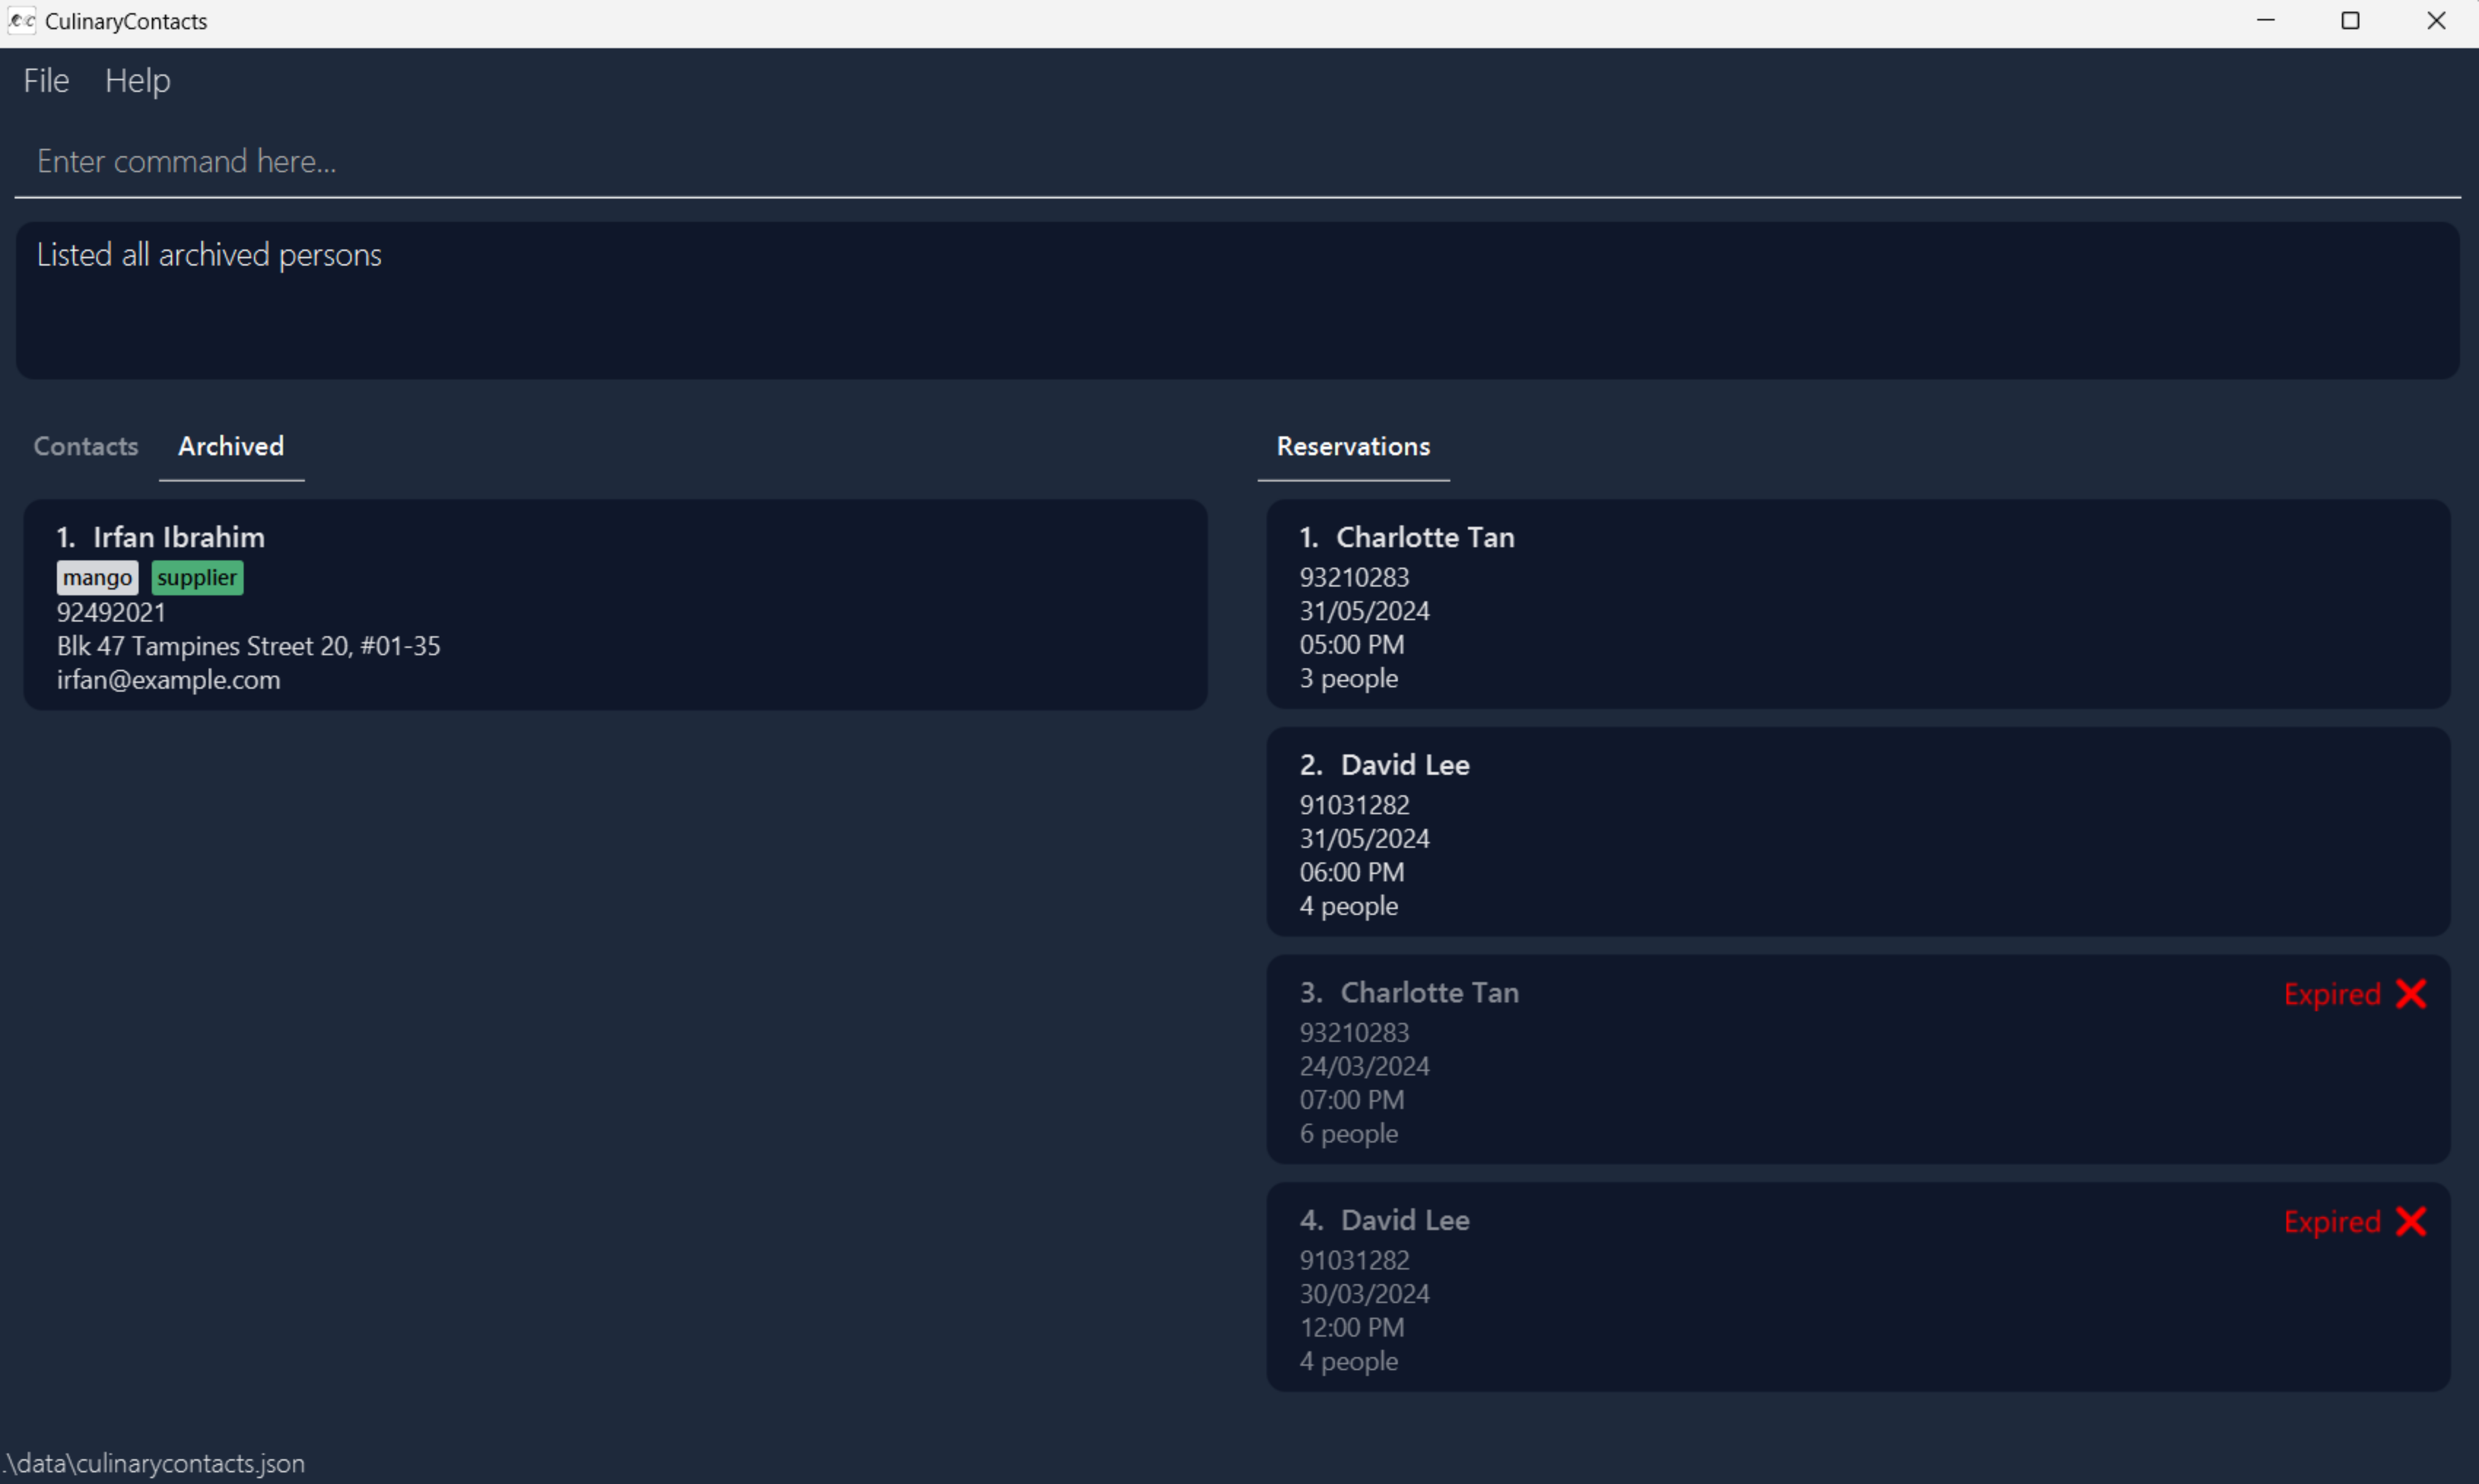 CulinaryContacts
File Help
Enter command here...
Listed all archived persons
Contacts Archived
1. Irfan Ibrahim
mango supplier
92492021
Blk 47 Tampines Street 20, #01-35
irfan@example.com
Reservations
1. Charlotte Tan
93210283
31/05/2024
05:00 PM
3 people
2. David Lee
91031282
31/05/2024
06:00 PM
4 people
3. Charlotte Tan Expired
93210283
24/03/2024
07:00 PM
6 people
4. David Lee Expired
91031282
30/03/2024
12:00 PM
4 people
.\data\culinarycontacts.json